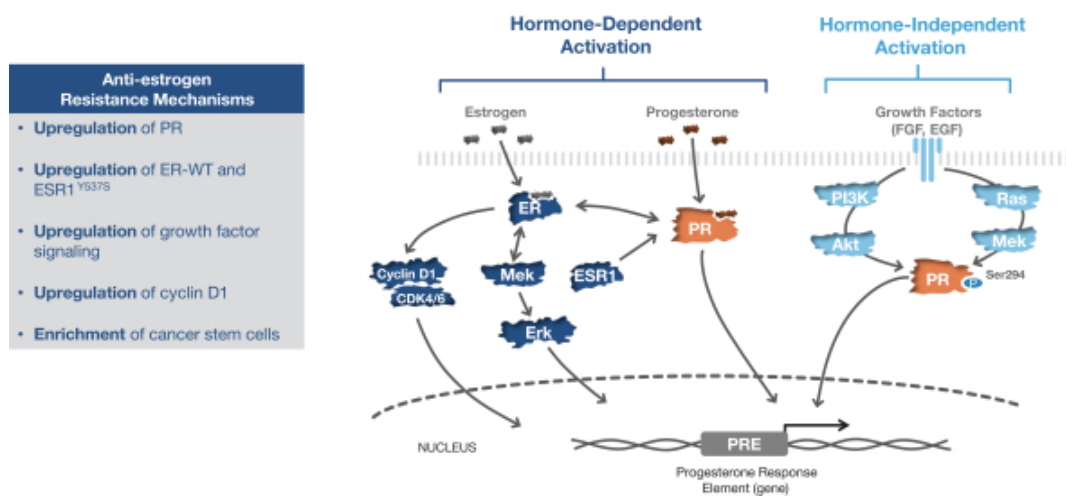 Anti-estrogen
Resistance Mechanisms
• Upregulation of PR
• Upregulation of ER-WT and
ESR1 Y537S
• Upregulation of growth factor
signaling
• Upregulation of cyclin D1
• Enrichment of cancer stem cells
Hormone-Dependent
Activation
Hormone-Independent
Activation
Estrogen
Progesterone
Growth Factors
(FGF, EGF)
ER
PR
PI3K
Ras
Akt
Mek
Cyclin D1
CDK4/6
Mek
ESR1
PR
P
Ser294
Erk
NUCLEUS
PRE
Progesterone Response
Element (gene)